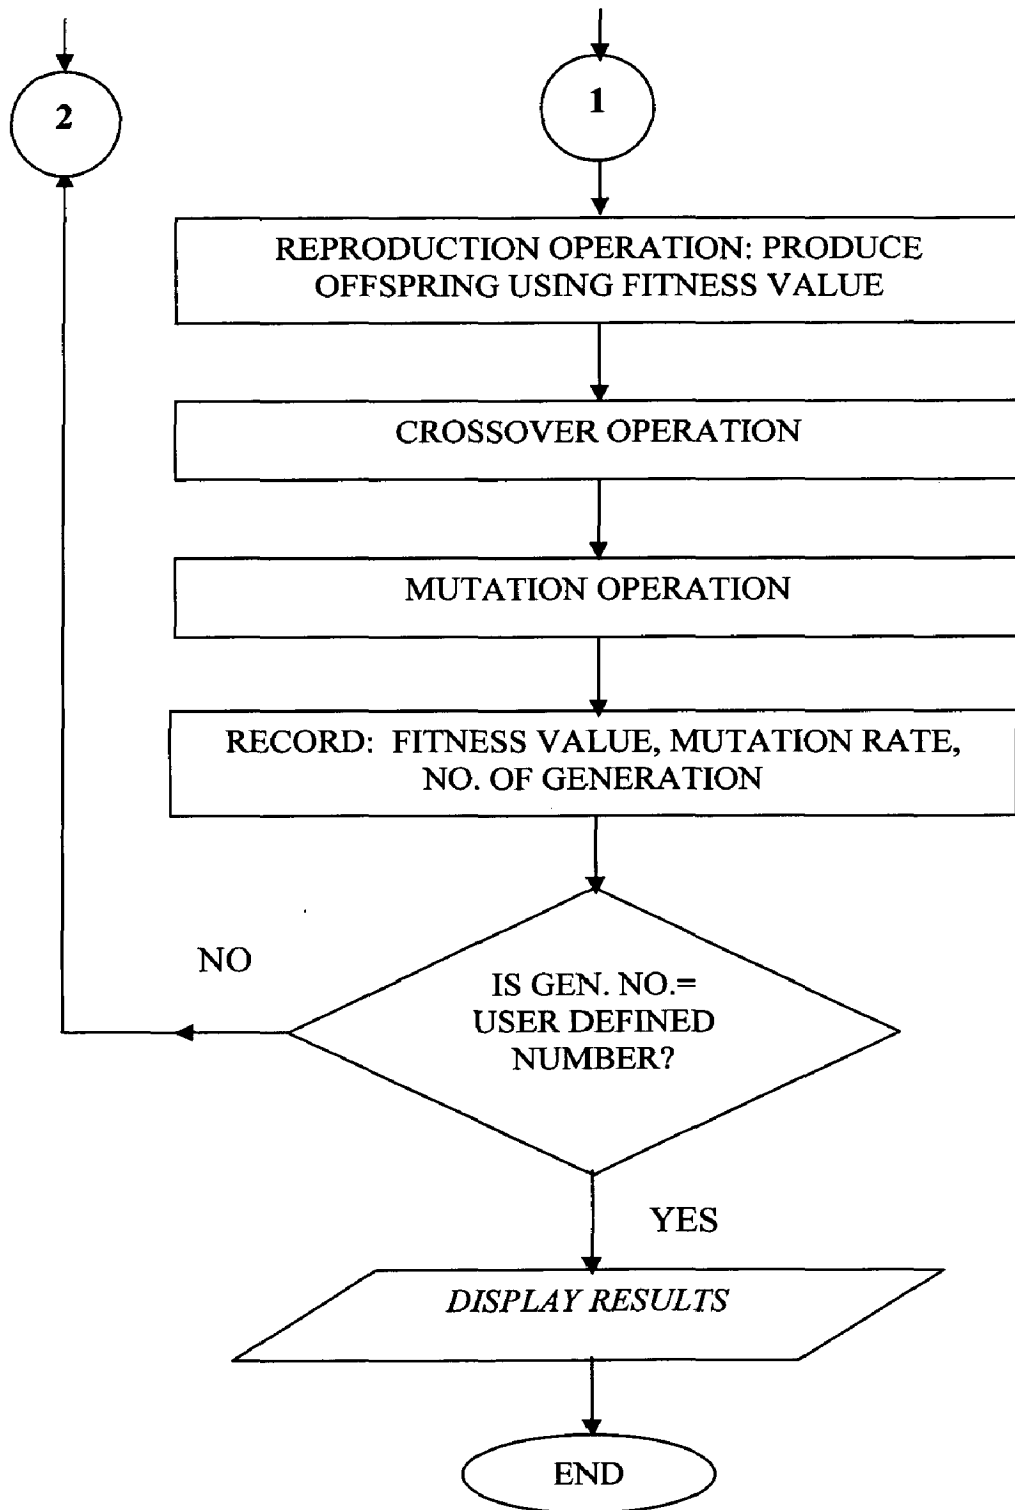 2
1
REPRODUCTION OPERATION: PRODUCE
OFFSPRING USING FITNESS VALUE
CROSSOVER OPERATION
MUTATION OPERATION
RECORD: FITNESS VALUE, MUTATION RATE,
NO. OF GENERATION
NO
IS GEN. NO.=
USER DEFINED
NUMBER?
YES
DISPLAY RESULTS
END